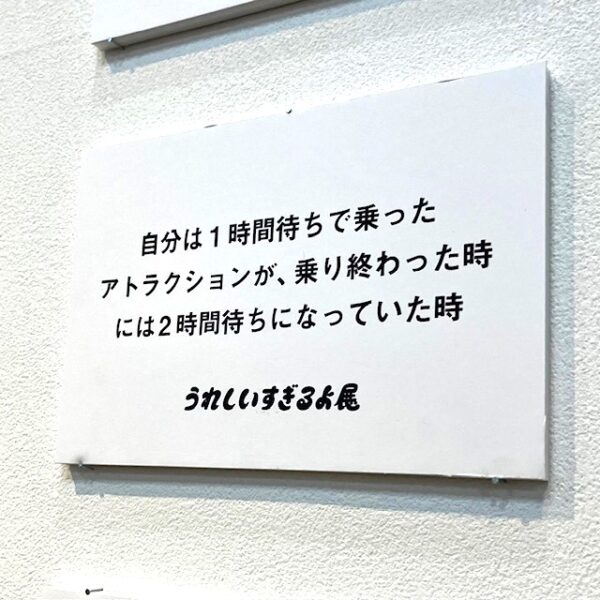 自分は1時間待ちで乗った
アトラクションが、乗り終わった時
には2時間待ちになっていた時
うれしいすぎるよ展